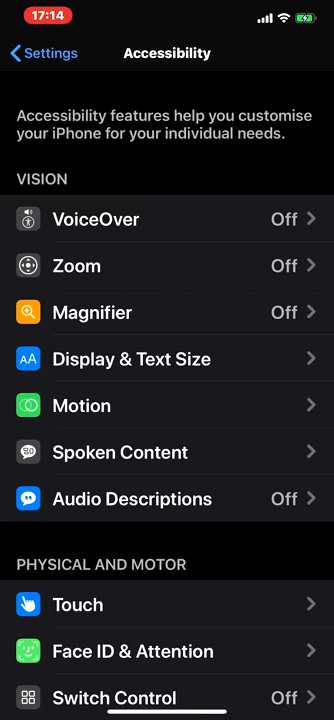 17:14
Settings
Accessibility
Accessibility features help you customise
your iPhone for your individual needs.
VISION
VoiceOver Off
Zoom Off
Magnifier Off
AA Display & Text Size
Motion
Spoken Content
Audio Descriptions Off
PHYSICAL AND MOTOR
Touch
Face ID & Attention
Switch Control Off